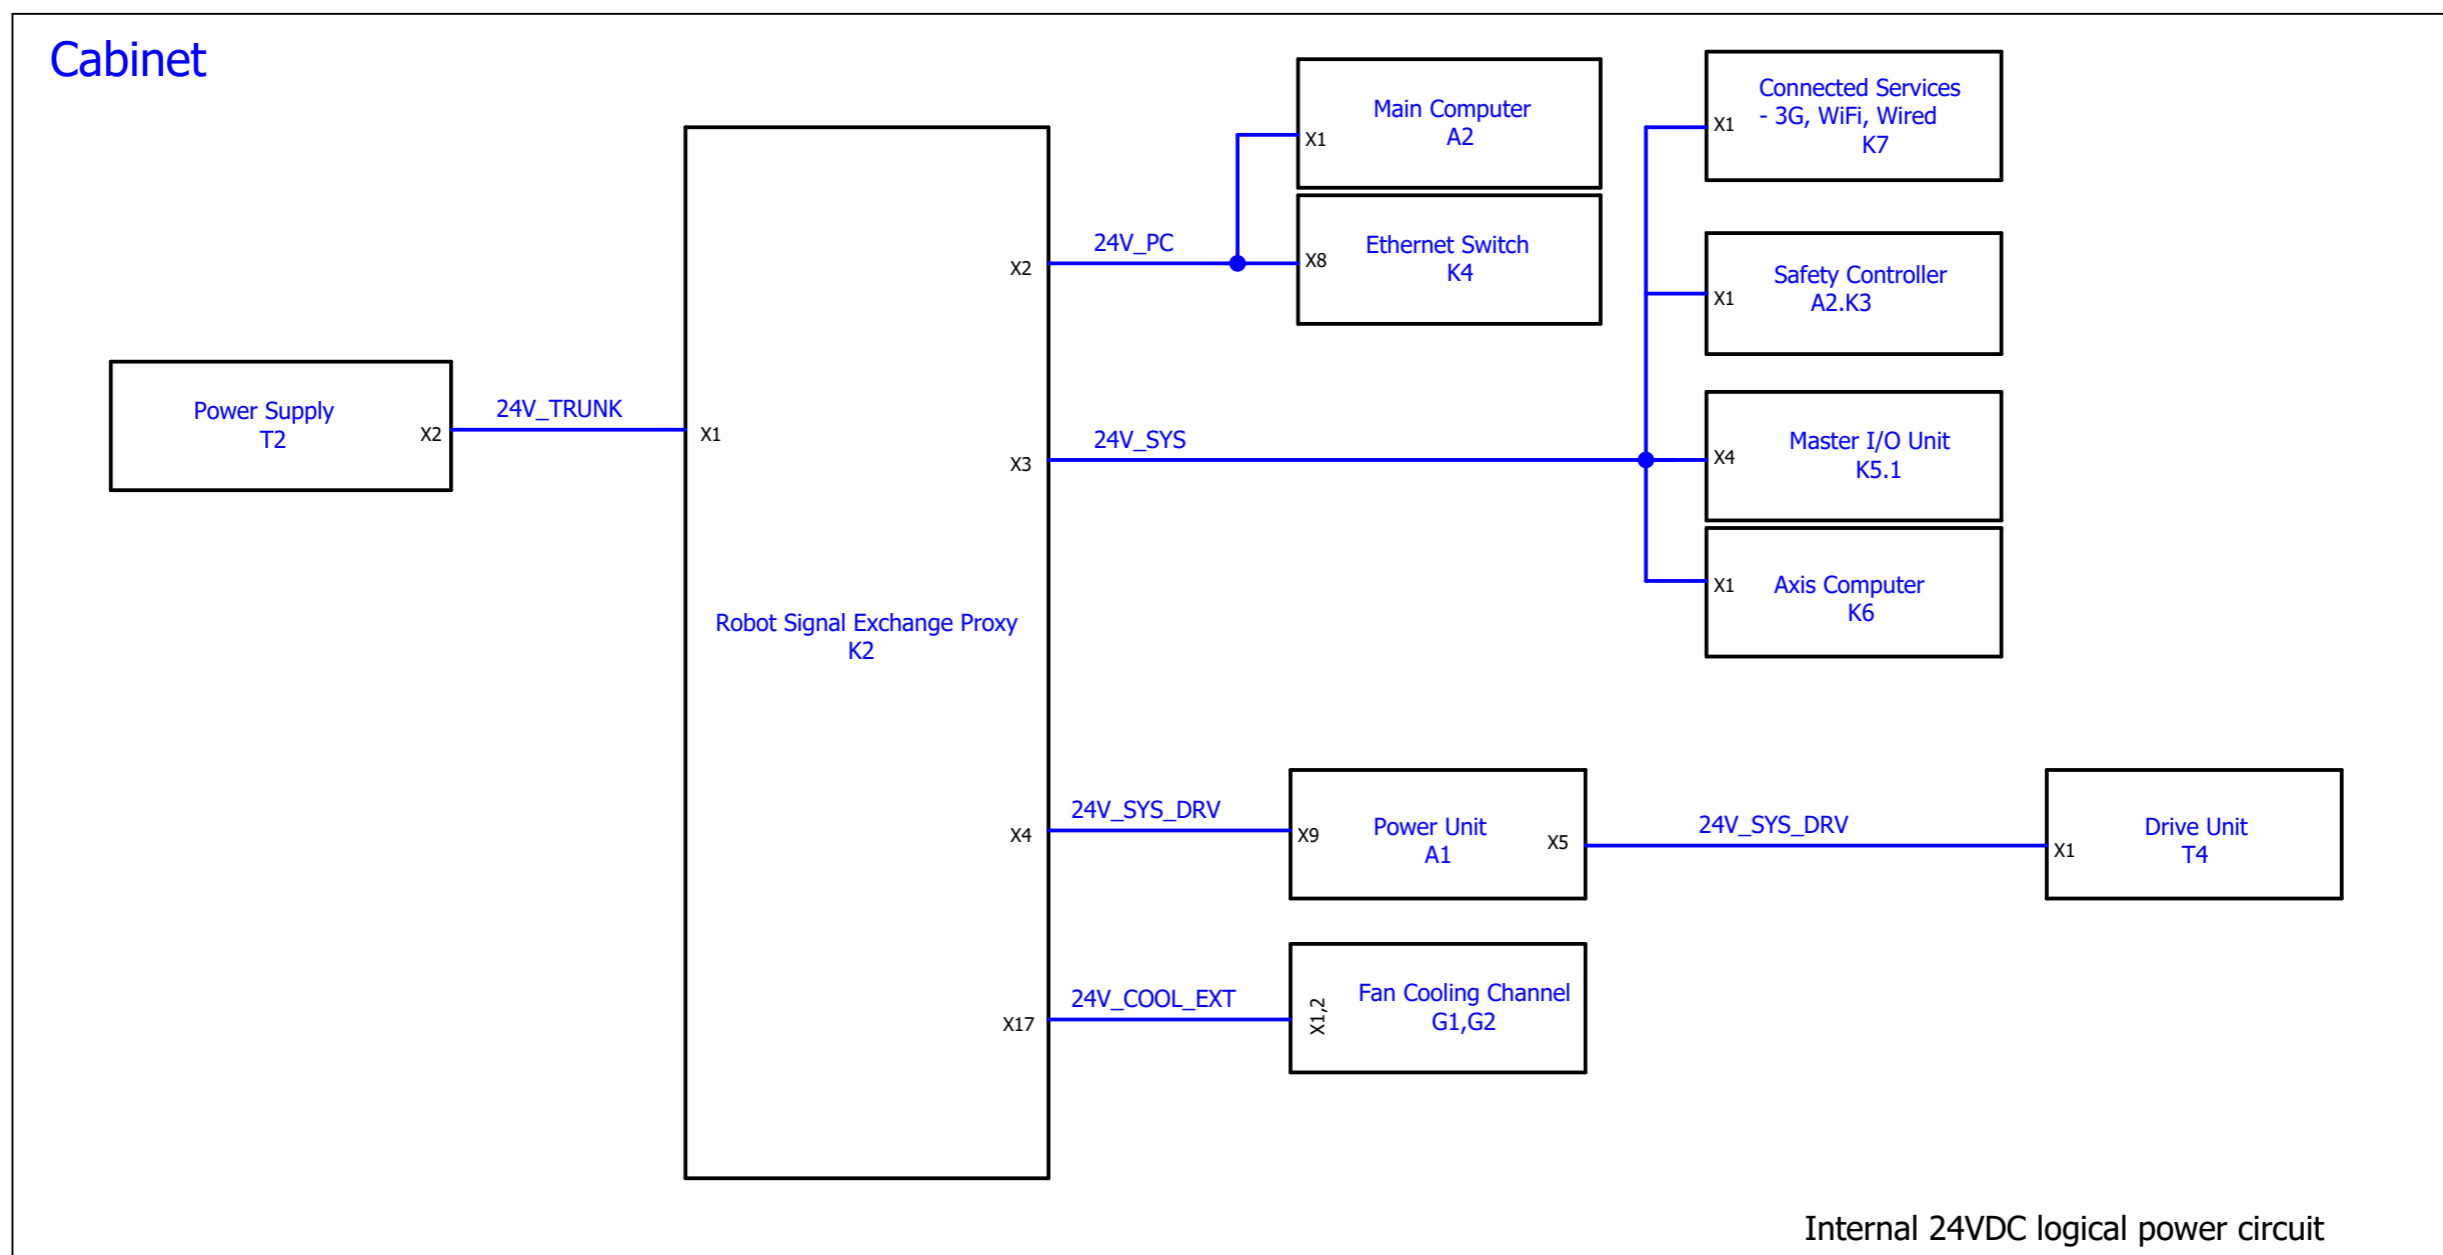 Cabinet
Main Computer
A2
X1
Connected Services
- 3G, WiFi, Wired
K7
X1
Ethernet Switch
K4
X8
24V_PC
X2
Safety Controller
A2.K3
X1
Power Supply
T2
X2
24V_TRUNK
X1
24V_SYS
X3
Master I/O Unit
K5.1
X4
Axis Computer
K6
X1
Robot Signal Exchange Proxy
K2
24V_SYS_DRV
X4
X9
Power Unit
A1
X5
24V_SYS_DRV
X1
Drive Unit
T4
24V_COOL_EXT
X17
X1,2
Fan Cooling Channel
G1,G2
Internal 24VDC logical power circuit